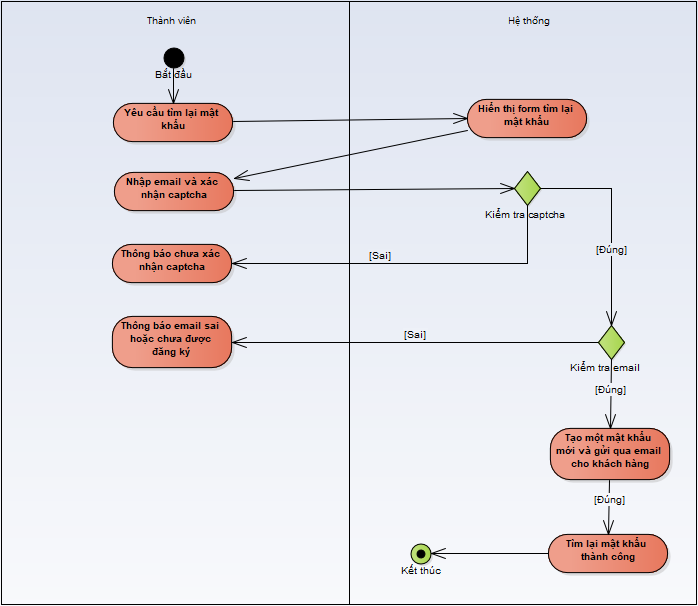 Thành viên
Hệ thống
Bắt đầu
Yêu cầu tìm lại mật
khẩu
Hiển thị form tìm lại
mật khẩu
Nhập email và xác
nhận captcha
Kiểm tra captcha
Thông báo chưa xác
nhận captcha
[Sai]
[Đúng]
Thông báo email sai
hoặc chưa được
đăng ký
[Sai]
Kiểm tra email
[Đúng]
Tạo một mật khẩu
mới và gửi qua email
cho khách hàng
[Đúng]
Tìm lại mật khẩu
thành công
Kết thúc